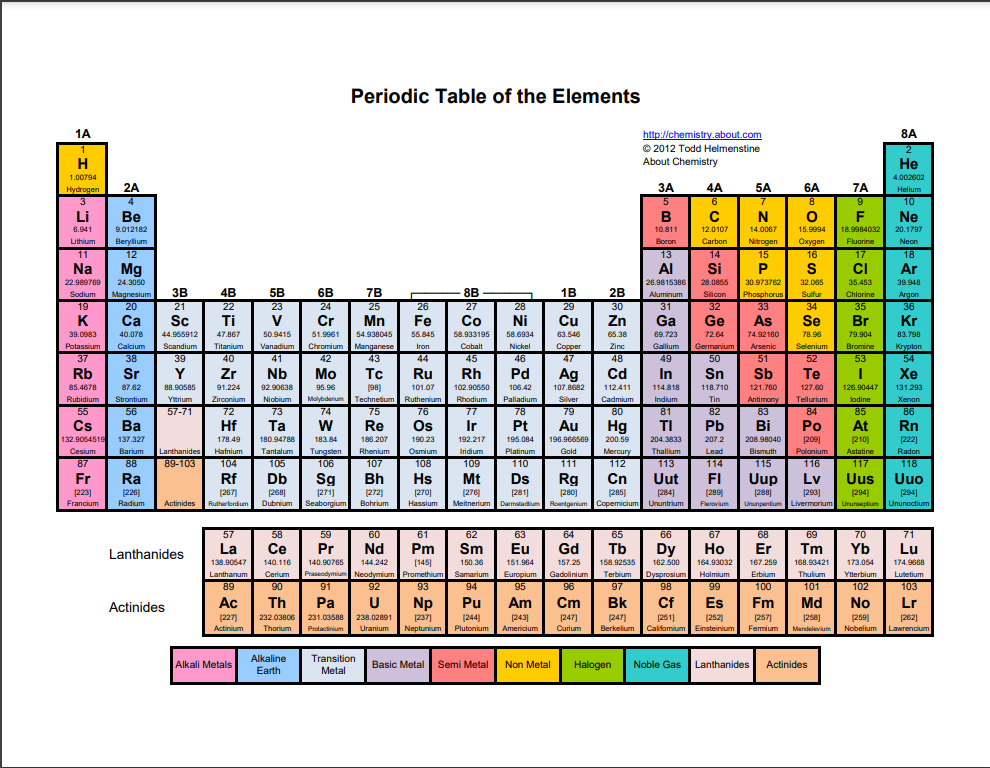 Periodic Table of the Elements
1A
http://chemistry.about.com
© 2012 Todd Helmenstine
About Chemistry
8A
1 2
H He
1.00794 4.002602
Hydrogen Helium
2A 3A 4A 5A 6A 7A
3 4 5 6 7 8 9 10
Li Be B C N O F Ne
6.941 9.012182 10.811 12.0107 14.0067 15.9994 18.9984032 20.1797
Lithium Beryllium Boron Carbon Nitrogen Oxygen Fluorine Neon
11 12 13 14 15 16 17 18
Na Mg Al Si P S Cl Ar
22.989769 24.3050 26.9815386 28.0855 30.973762 32.065 35.453 39.948
Sodium Magnesium Aluminum Silicon Phosphorus Sulfur Chlorine Argon
3B 4B 5B 6B 7B 8B 1B 2B
19 20 21 22 23 24 25 26 27 28 29 30 31 32 33 34 35 36
K Ca Sc Ti V Cr Mn Fe Co Ni Cu Zn Ga Ge As Se Br Kr
39.0983 40.078 44.955912 47.867 50.9415 51.9961 54.938045 55.845 58.933195 58.6934 63.546 65.38 69.723 72.64 74.92160 78.96 79.904 83.798
Potassium Calcium Scandium Titanium Vanadium Chromium Manganese Iron Cobalt Nickel Copper Zinc Gallium Germanium Arsenic Selenium Bromine Krypton
37 38 39 40 41 42 43 44 45 46 47 48 49 50 51 52 53 54
Rb Sr Y Zr Nb Mo Tc Ru Rh Pd Ag Cd In Sn Sb Te I Xe
85.4678 87.62 88.90585 91.224 92.90638 95.96 [98] 101.07 102.90550 106.42 107.8682 112.411 114.818 118.710 121.760 127.60 126.90447 131.293
Rubidium Strontium Yttrium Zirconium Niobium Molybdenum Technetium Ruthenium Rhodium Palladium Silver Cadmium Indium Tin Antimony Tellurium Iodine Xenon
55 56 57-71 72 73 74 75 76 77 78 79 80 81 82 83 84 85 86
Cs Ba Hf Ta W Re Os Ir Pt Au Hg Tl Pb Bi Po At Rn
132.9054519 137.327 178.49 180.94788 183.84 186.207 190.23 192.217 195.084 196.966569 200.59 204.3833 207.2 208.98040 [209] [210] [222]
Cesium Barium Lanthanides Hafnium Tantalum Tungsten Rhenium Osmium Iridium Platinum Gold Mercury Thallium Lead Bismuth Polonium Astatine Radon
87 88 89-103 104 105 106 107 108 109 110 111 112 113 114 115 116 117 118
Fr Ra Rf Db Sg Bh Hs Mt Ds Rg Cn Uut Fl Uup Lv Uus Uuo
[223] [226] [267] [268] [271] [272] [270] [276] [281] [280] [285] [284] [289] [288] [293] [294] [294]
Francium Radium Actinides Rutherfordium Dubnium Seaborgium Bohrium Hassium Meitnerium Darmstadtium Roentgenium Copernicium Ununtrium Flerovium Ununpentium Livermorium Ununseptium Ununoctium
57 58 59 60 61 62 63 64 65 66 67 68 69 70 71
Lanthanides La Ce Pr Nd Pm Sm Eu Gd Tb Dy Ho Er Tm Yb Lu
138.90547 140.116 140.90765 144.242 [145] 150.36 151.964 157.25 158.92535 162.500 164.93032 167.259 168.93421 173.054 174.9668
Lanthanum Cerium Praseodymium Neodymium Promethium Samarium Europium Gadolinium Terbium Dysprosium Holmium Erbium Thulium Ytterbium Lutetium
89 90 91 92 93 94 95 96 97 98 99 100 101 102 103
Actinides Ac Th Pa U Np Pu Am Cm Bk Cf Es Fm Md No Lr
[227] 232.03806 231.03588 238.02891 [237] [244] [243] [247] [247] [251] [252] [257] [258] [259] [262]
Actinium Thorium Protactinium Uranium Neptunium Plutonium Americium Curium Berkelium Californium Einsteinium Fermium Mendelevium Nobelium Lawrencium
Alkali Metals
Alkaline
Earth
Transition
Metal
Basic Metal
Semi Metal
Non Metal
Halogen
Noble Gas
Lanthanides
Actinides